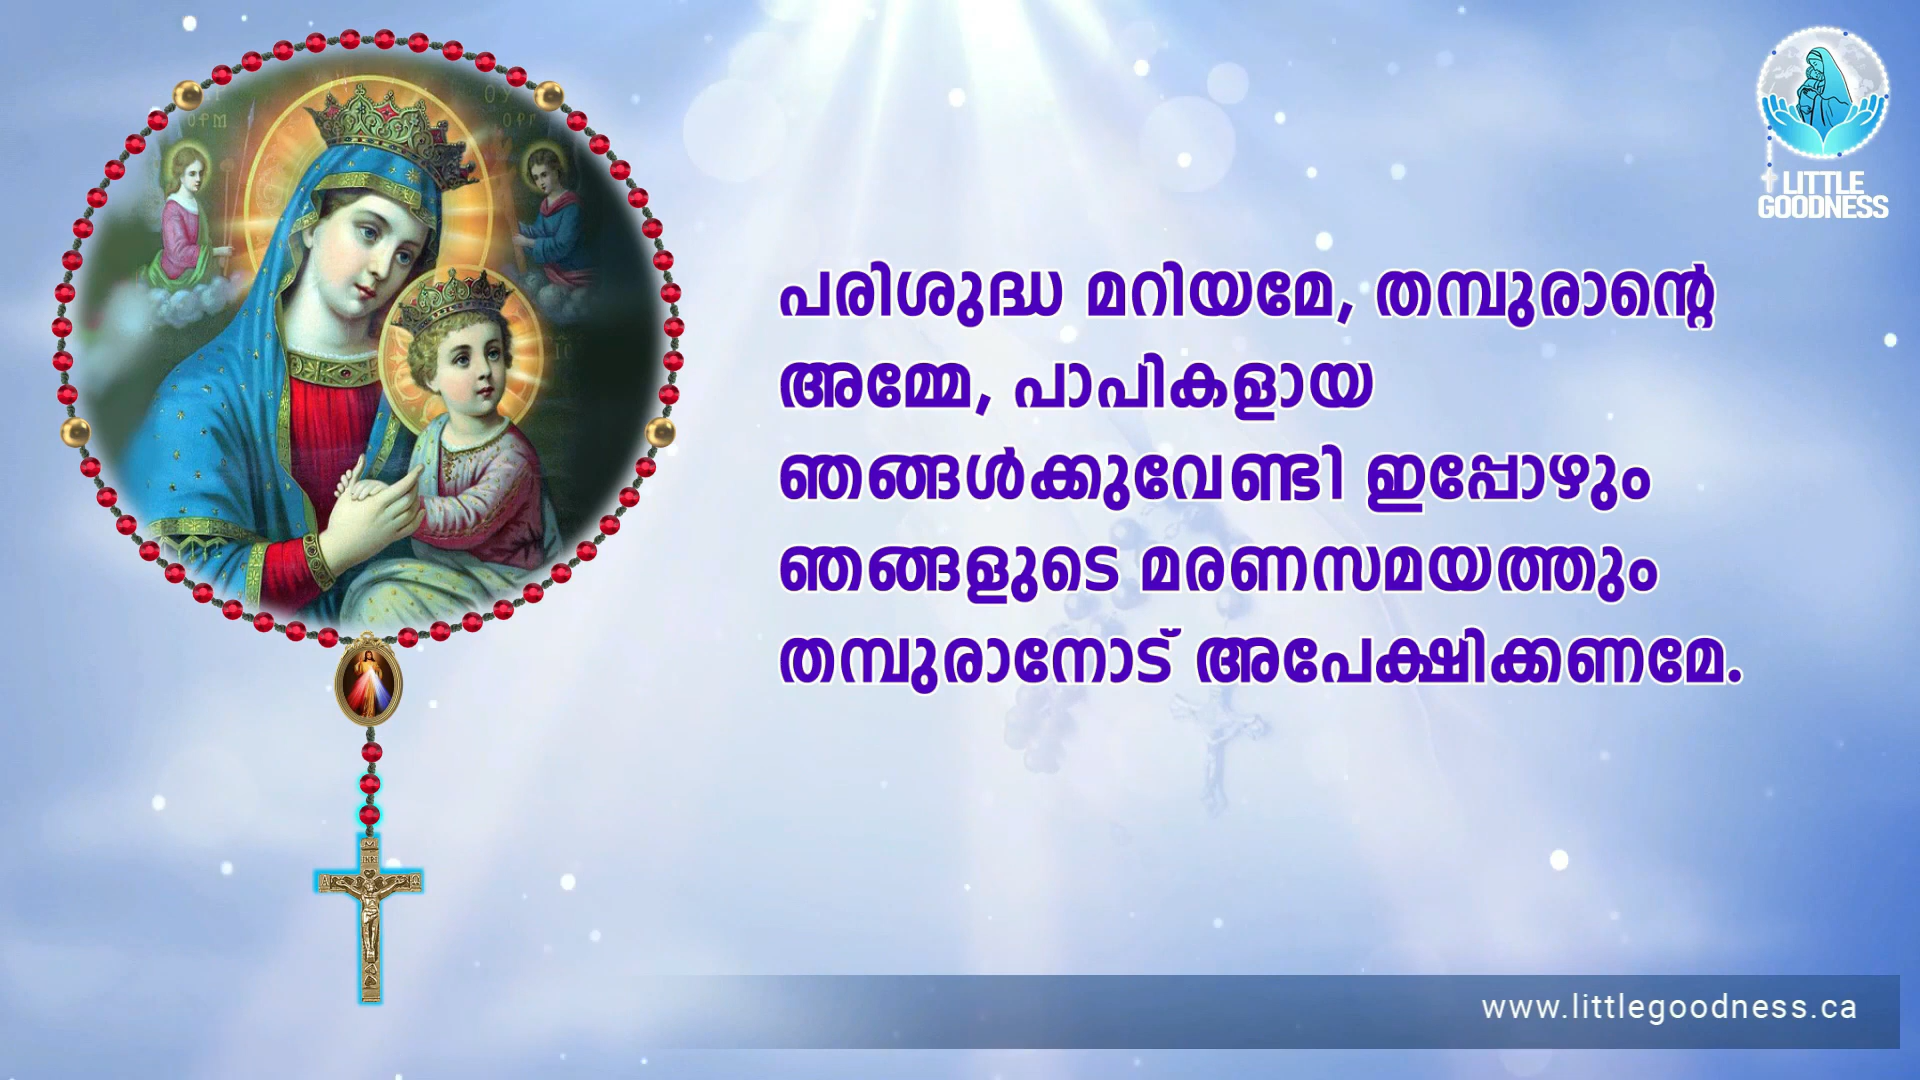 LITTLE
GOODNESS
പരിശുദ്ധ മറിയമേ, തമ്പുരാന്റെ
അമ്മേ, പാപികളായ
ഞങ്ങൾക്കുവേണ്ടി ഇപ്പോഴും
ഞങ്ങളുടെ മരണസമയത്തും
തമ്പുരാനോട് അപേക്ഷിക്കണമേ.
INRI
www.littlegoodness.ca